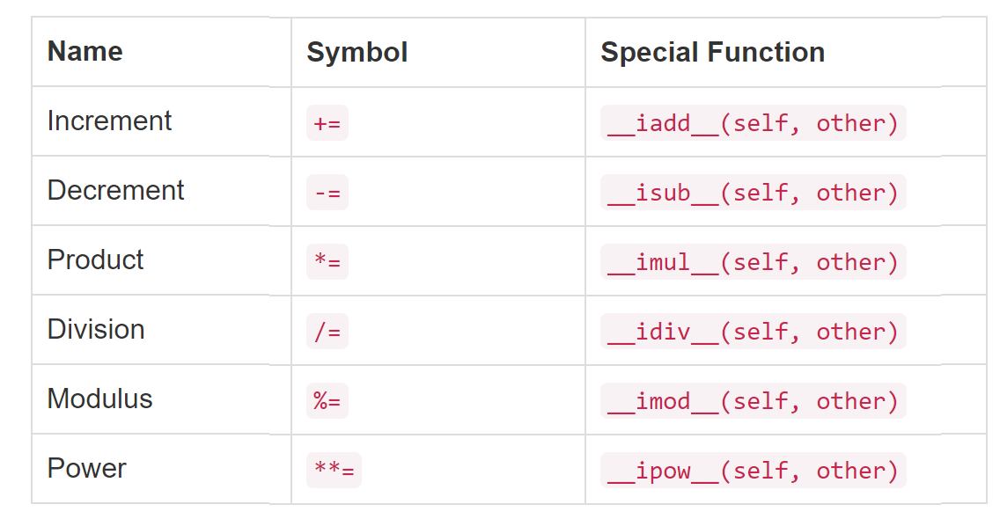 Name Symbol Special Function
Increment += __iadd__(self, other)
Decrement -= __isub__(self, other)
Product *= __imul__(self, other)
Division /= __idiv__(self, other)
Modulus %= __imod__(self, other)
Power **= __ipow__(self, other)